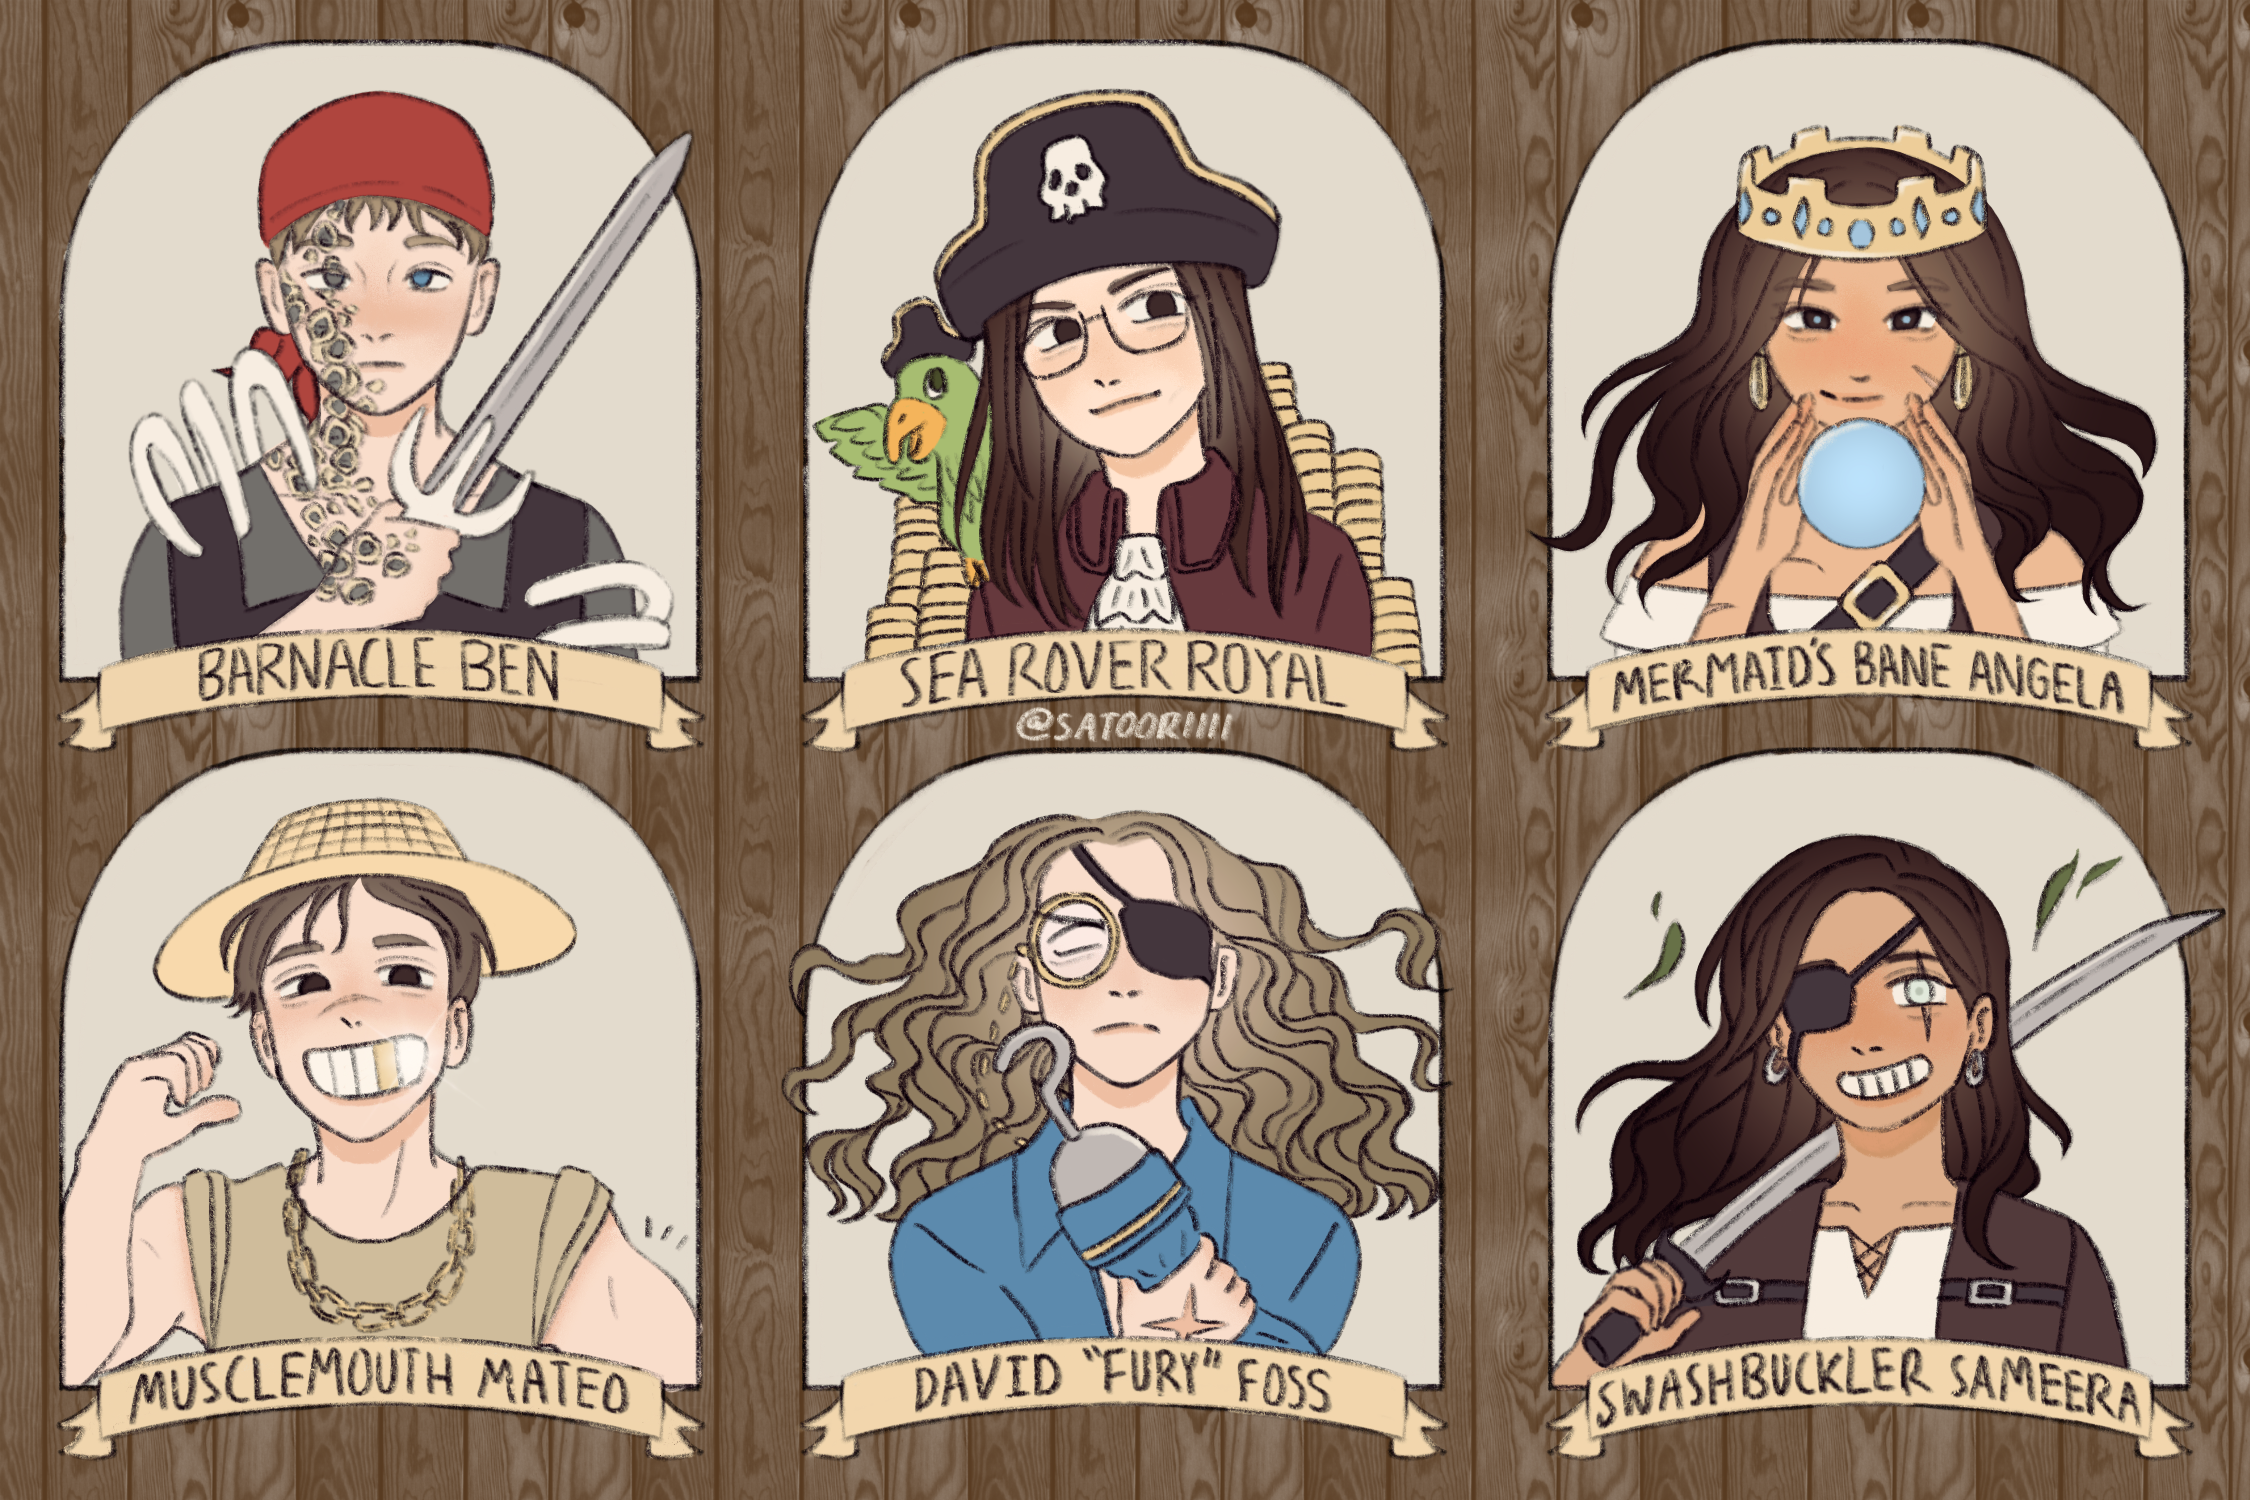 BARNACLE BEN
SEA ROVER ROYAL
MERMAID'S BANE ANGELA
@SATOORIIII
MUSCLEMOUTH MATEO
DAVID "FURY" FOSS
SWASHBUCKLER SAMEERA